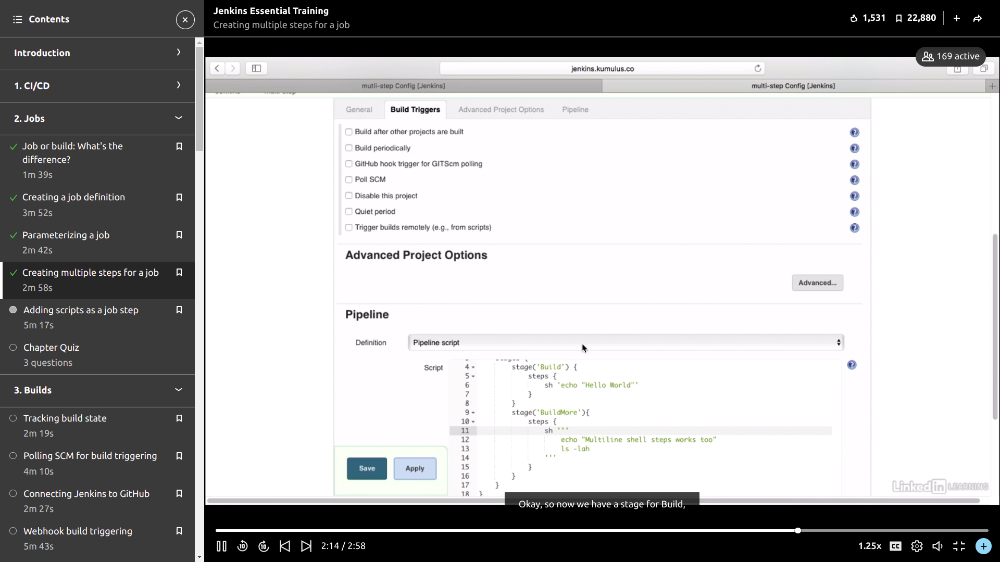 Contents
Introduction
1. CI/CD
2. Jobs
Job or build: What's the
difference?
1m 39s
Creating a job definition
3m 52s
Parameterizing a job
2m 42s
Creating multiple steps for a job
2m 58s
Adding scripts as a job step
5m 17s
Chapter Quiz
3 questions
3. Builds
Tracking build state
2m 19s
Polling SCM for build triggering
4m 10s
Connecting Jenkins to GitHub
2m 27s
Webhook build triggering
5m 43s
Jenkins Essential Training
Creating multiple steps for a job
1,531 22,880
169 active
jenkins.kumulus.co
mutli-step Config [Jenkins] multi-step Config [Jenkins]
General Build Triggers Advanced Project Options Pipeline
Build after other projects are built
Build periodically
GitHub hook trigger for GITScm polling
Poll SCM
Disable this project
Quiet period
Trigger builds remotely (e.g., from scripts)
Advanced Project Options
Advanced...
Pipeline
Definition Pipeline script
Script
4 stage('Build') {
5 steps {
6 sh 'echo "Hello World"'
7 }
8 }
9 stage('BuildMore'){
10 steps {
11 sh '''
12 echo "Multiline shell steps works too"
13 ls -lah
14 '''
15 }
16 }
17 }
18 }
Save Apply
LinkedIn LEARNING
Okay, so now we have a stage for Build,
10 10 2:14 / 2:58 1.25x CC